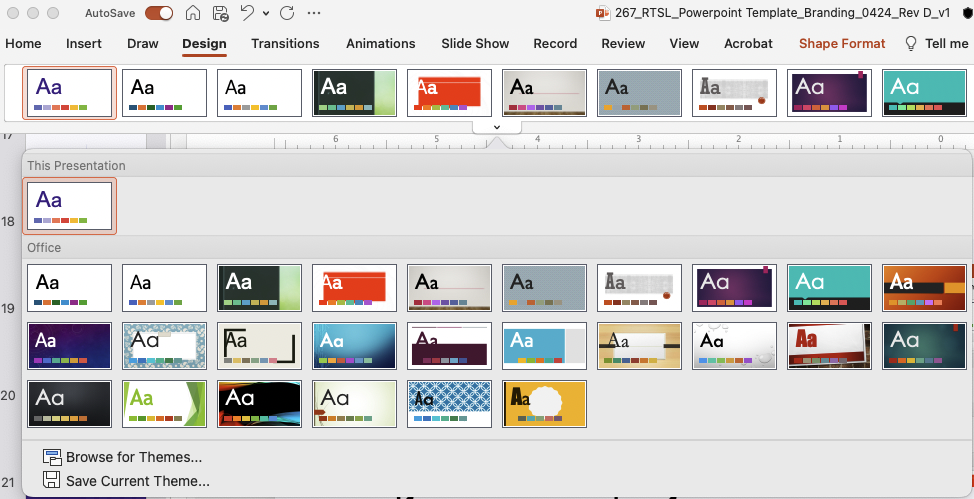 AutoSave
267_RTSL_Powerpoint Template_Branding_0424_Rev D_v1
Home Insert Draw Design Transitions Animations Slide Show Record Review View Acrobat Shape Format Tell me
Aa Aa Aa Aa Aa Aa Aa Aa Aa Aa
17 6 5 4 3 2 1 0
This Presentation
Aa
18
Office
Aa Aa Aa Aa Aa Aa Aa Aa Aa Aa
19
Aa Aa Aa Aa Aa Aa Aa Aa Aa Aa
Aa Aa Aa Aa Aa Aa
20
Browse for Themes...
Save Current Theme...
21